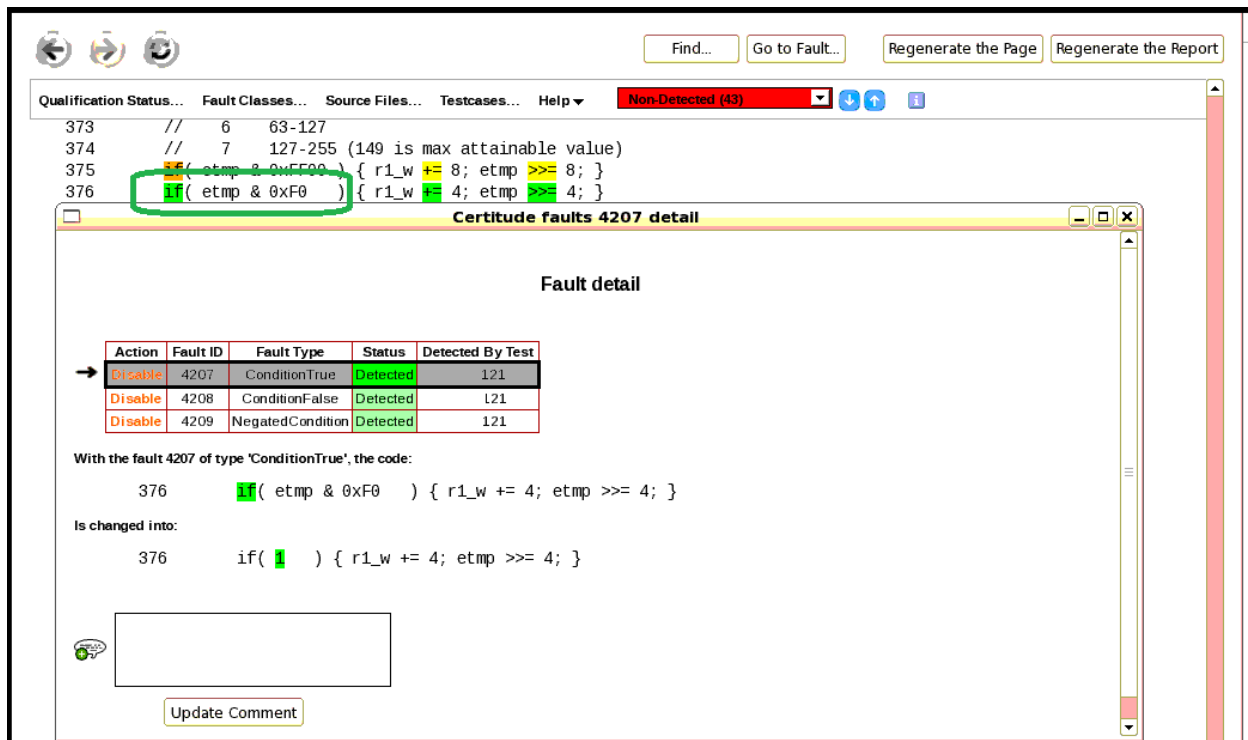 Find... Go to Fault... Regenerate the Page Regenerate the Report
Qualification Status... Fault Classes... Source Files... Testcases... Help Non-Detected (43)
373 // 6 63-127
374 // 7 127-255 (149 is max attainable value)
375 if( etmp & 0xFF00 ) { r1_w += 8; etmp >>= 8; }
376 if( etmp & 0xF0 ) { r1_w += 4; etmp >>= 4; }
Certitude faults 4207 detail
Fault detail
Action Fault ID Fault Type Status Detected By Test
Disable 4207 ConditionTrue Detected 121
Disable 4208 ConditionFalse Detected 121
Disable 4209 NegatedCondition Detected 121
With the fault 4207 of type 'ConditionTrue', the code:
376 if( etmp & 0xF0 ) { r1_w += 4; etmp >>= 4; }
Is changed into:
376 if( 1 ) { r1_w += 4; etmp >>= 4; }
Update Comment